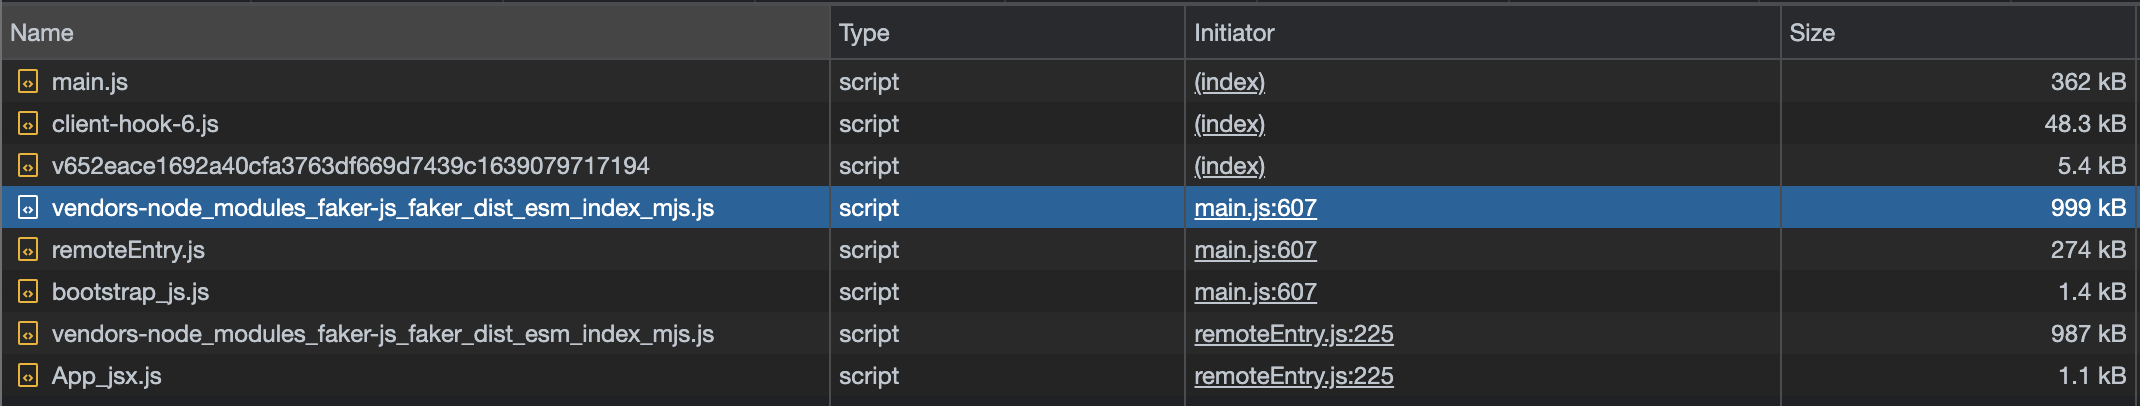 Name Type Initiator Size
main.js script (index) 362 kB
client-hook-6.js script (index) 48.3 kB
v652eace1692a40cfa3763df669d7439c1639079717194 script (index) 5.4 kB
vendors-node_modules_faker-js_faker_dist_esm_index_mjs.js script main.js:607 999 kB
remoteEntry.js script main.js:607 274 kB
bootstrap_js.js script main.js:607 1.4 kB
vendors-node_modules_faker-js_faker_dist_esm_index_mjs.js script remoteEntry.js:225 987 kB
App_jsx.js script remoteEntry.js:225 1.1 kB